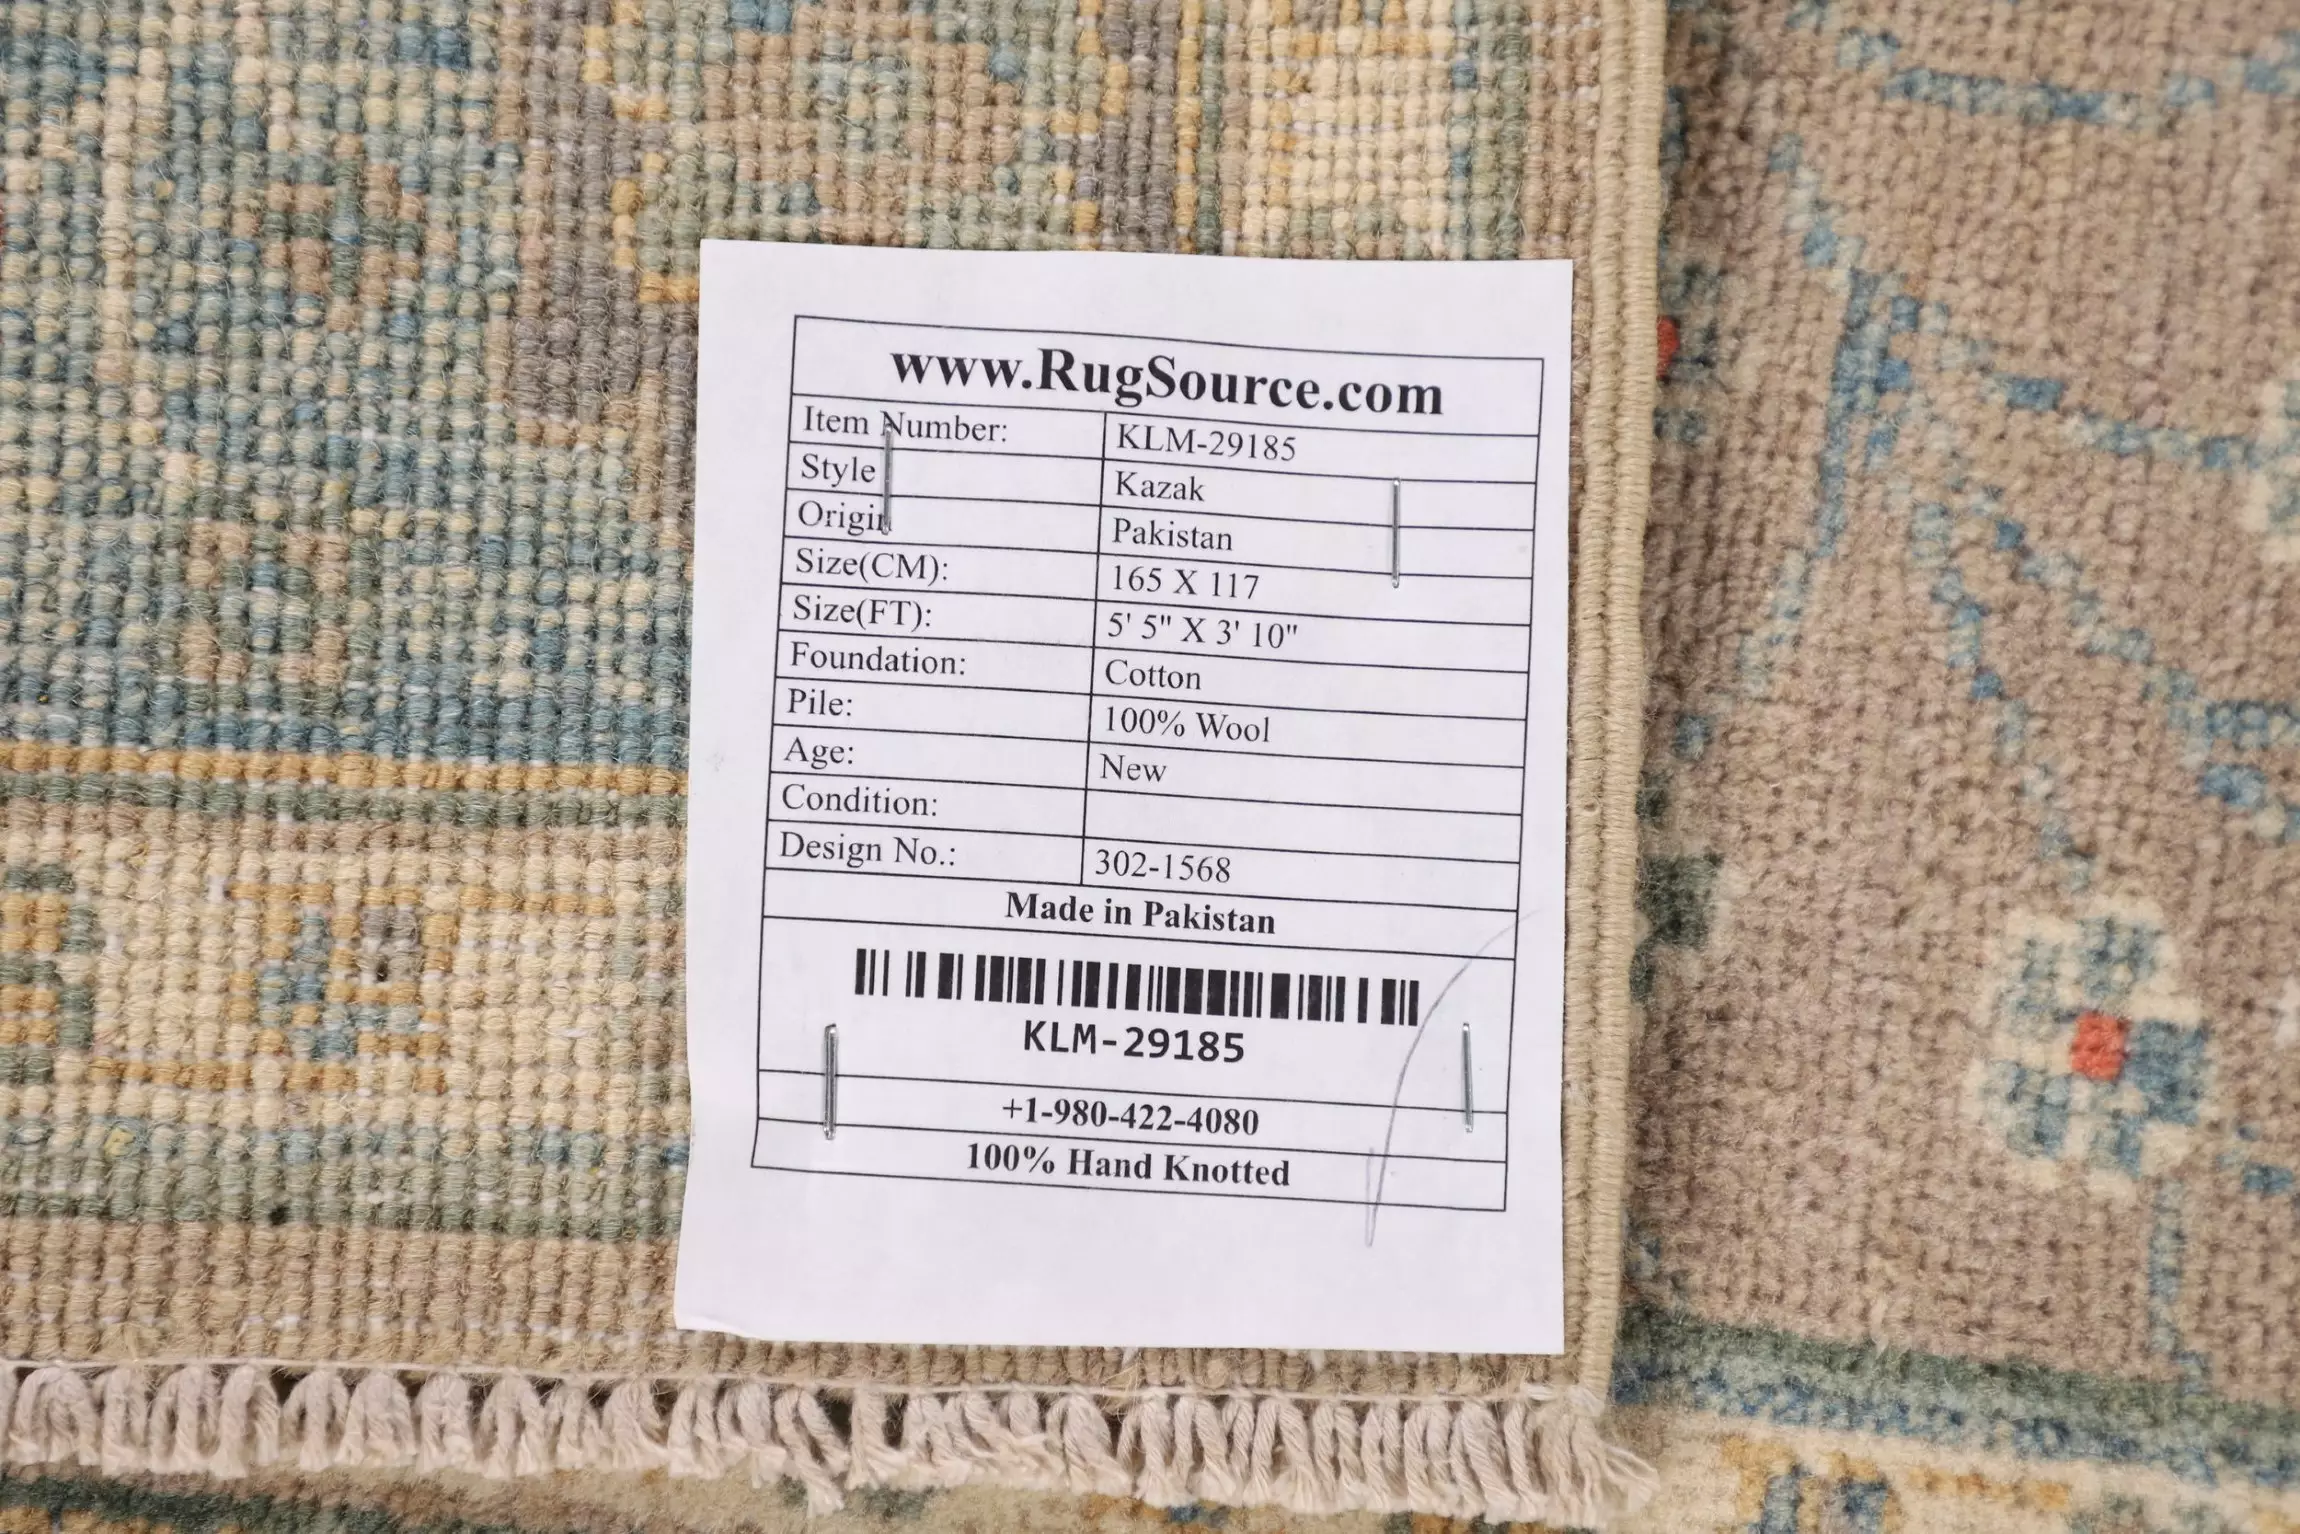 www.RugSource.com
Item Number: KLM-29185
Style Kazak
Origin Pakistan
Size(CM): 165 X 117
Size(FT): 5' 5" X 3' 10"
Foundation: Cotton
Pile: 100% Wool
Age: New
Condition:
Design No.: 302-1568
Made in Pakistan
KLM-29185
+1-980-422-4080
100% Hand Knotted